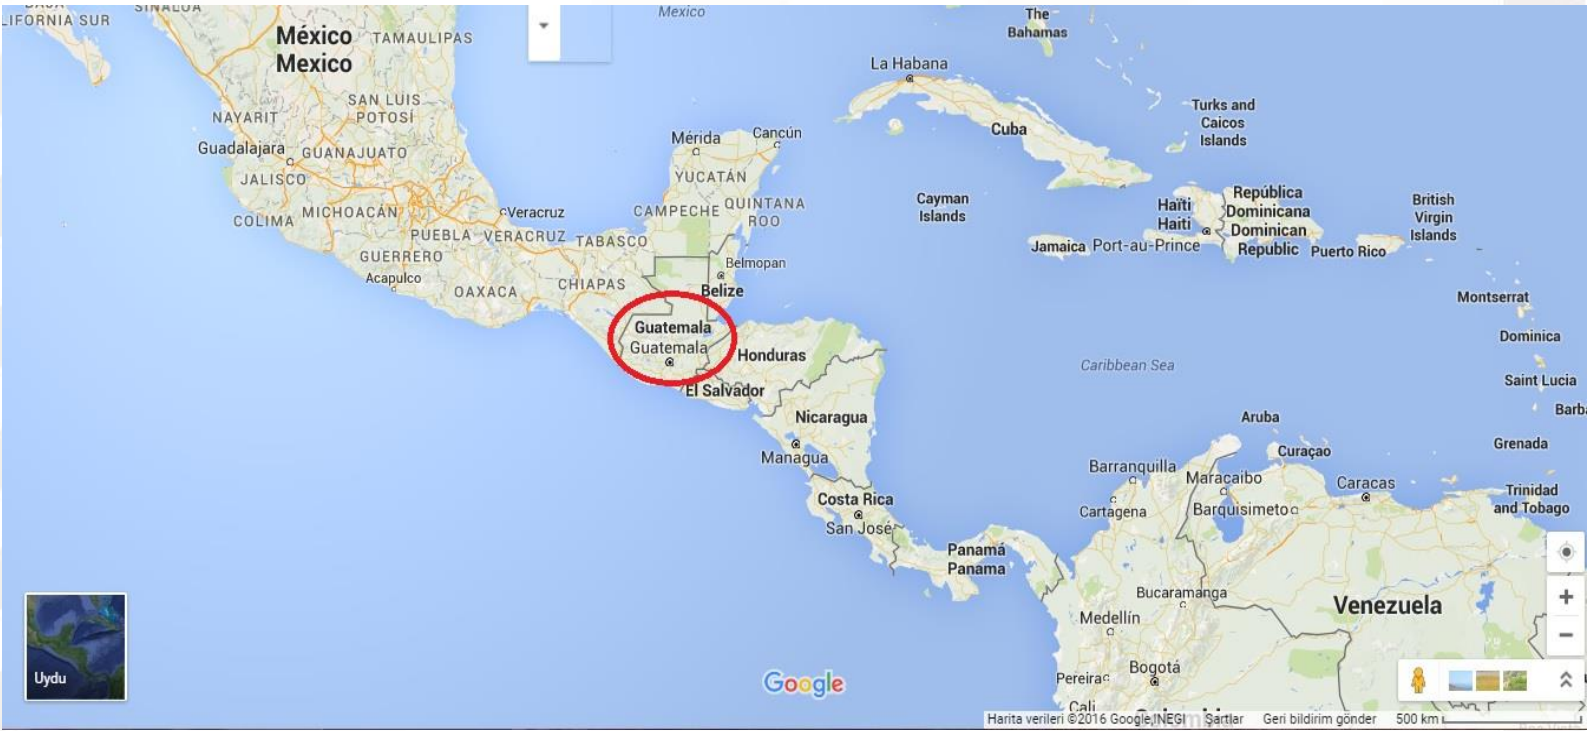 LIFORNIA SUR
SINALOA
México
Mexico
TAMAULIPAS
SAN LUIS
POTOSÍ
NAYARIT
Guadalajara
GUANAJUATO
JALISCO
COLIMA
MICHOACÁN
PUEBLA
VERACRUZ
Veracruz
GUERRERO
Acapulco
OAXACA
TABASCO
CHIAPAS
Mexico
Mérida
Cancún
YUCATÁN
CAMPECHE
QUINTANA
ROO
Belmopan
Belize
Guatemala
Guatemala
Honduras
El Salvador
Nicaragua
Managua
Costa Rica
San José
Panamá
Panama
The
Bahamas
La Habana
Cuba
Turks and
Caicos
Islands
Cayman
Islands
Jamaica
Haïti
Haiti
Port-au-Prince
República
Dominicana
Dominican
Republic
Puerto Rico
British
Virgin
Islands
Montserrat
Dominica
Saint Lucia
Barba
Grenada
Trinidad
and Tobago
Caribbean Sea
Aruba
Curaçao
Barranquilla
Cartagena
Maracaibo
Barquisimeto
Caracas
Venezuela
Bucaramanga
Medellín
Bogotá
Pereira
Cali
Uydu
Google
Harita verileri ©2016 Google, INEGI
Şartlar
Geri bildirim gönder
500 km